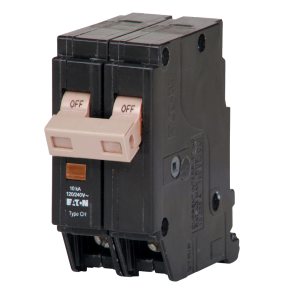 OFF
OFF
10 kA
120/240V~
EATON
Type CH